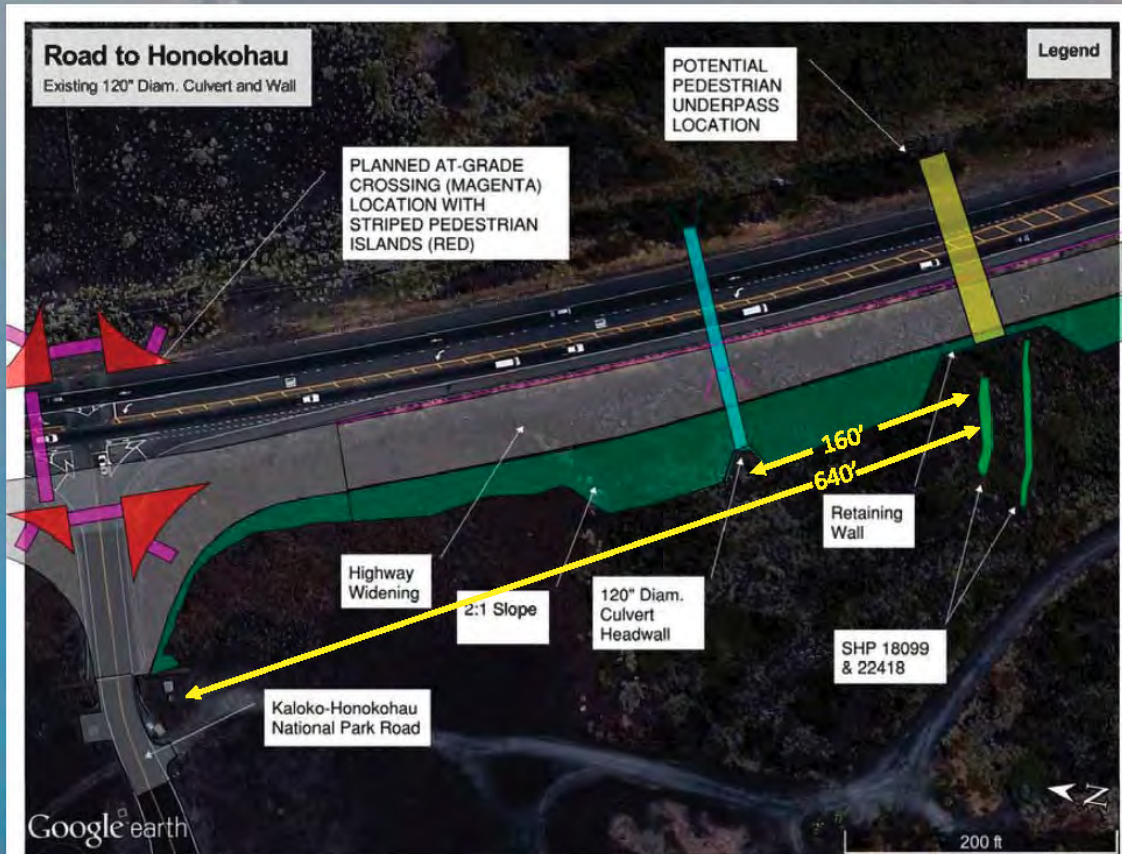 Road to Honokohau
Existing 120" Diam. Culvert and Wall
Legend
POTENTIAL
PEDESTRIAN
UNDERPASS
LOCATION
PLANNED AT-GRADE
CROSSING (MAGENTA)
LOCATION WITH
STRIPED PEDESTRIAN
ISLANDS (RED)
160'
640'
Retaining
Wall
Highway
Widening
2:1 Slope
120" Diam.
Culvert
Headwall
SHP 18099
& 22418
Kaloko-Honokohau
National Park Road
N
Google earth
200 ft